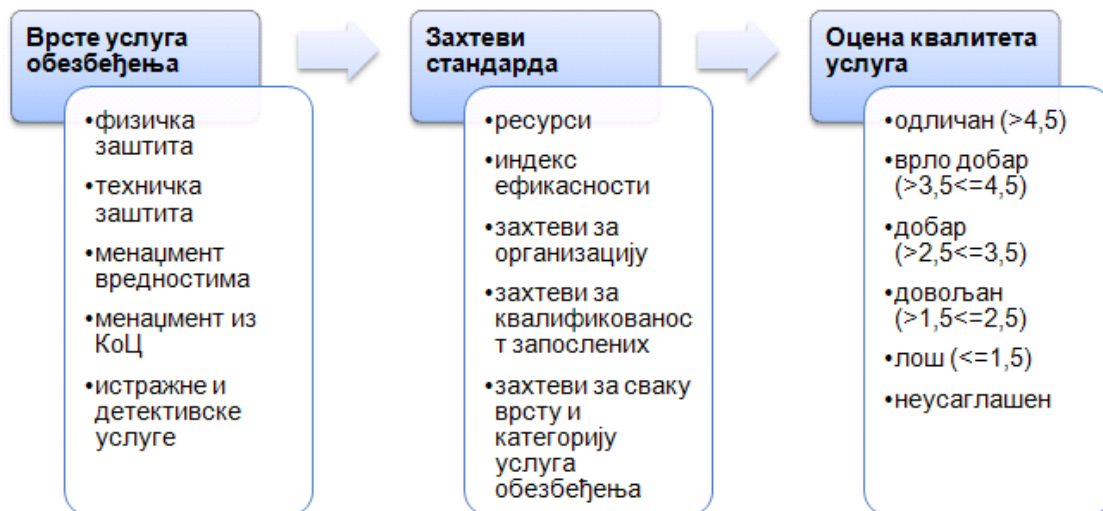 Врсте услуга
обезбеђења
•физичка
заштита
•техничка
заштита
•менаџмент
вредностима
•менаџмент из
КоЦ
•истражне и
детективске
услуге
Захтеви
стандарда
•ресурси
•индекс
ефикасности
•захтеви за
организацију
•захтеви за
квалификованос
т запослених
•захтеви за сваку
врсту и
категорију
услуга
обезбеђења
Оцена квалитета
услуга
•одличан (>4,5)
•врло добар
(>3,5<=4,5)
•добар
(>2,5<=3,5)
•довољан
(>1,5<=2,5)
•лош (<=1,5)
•неусаглашен